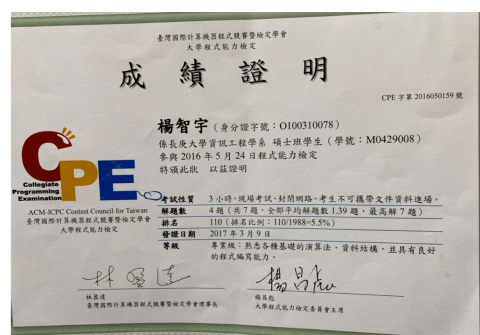 臺灣國際計算機器程式競賽暨檢定學會
大學程式能力檢定
成績證明
CPE 字第 2016050159 號
楊智宇(身分證字號:O100310078)
係長庚大學資訊工程學系 碩士班學生(學號:M0429008)
參與 2016 年 5 月 24 日程式能力檢定
特頒此狀 以茲證明
CPE
Collegiate
Programming
Examination
ACM-ICPC Contest Council for Taiwan
臺灣國際計算機器程式競賽暨檢定學會
大學程式能力檢定
考試性質 3 小時,現場考試,封閉網路。考生不可攜帶文件資料進場。
解題數 4 題(共 7 題,全部平均解題數 1.39 題,最高解 7 題)
排名 110(排名比例:110/1988=5.5%)
發證日期 2017 年 3 月 9 日
等級 專業級:熟悉各種基礎的演算法、資料結構,並具有良好
的程式編寫能力。
林盈達
林盈達
臺灣國際計算機器程式競賽暨檢定學會理事長
楊昌彪
楊昌彪
大學程式能力檢定委員會主席